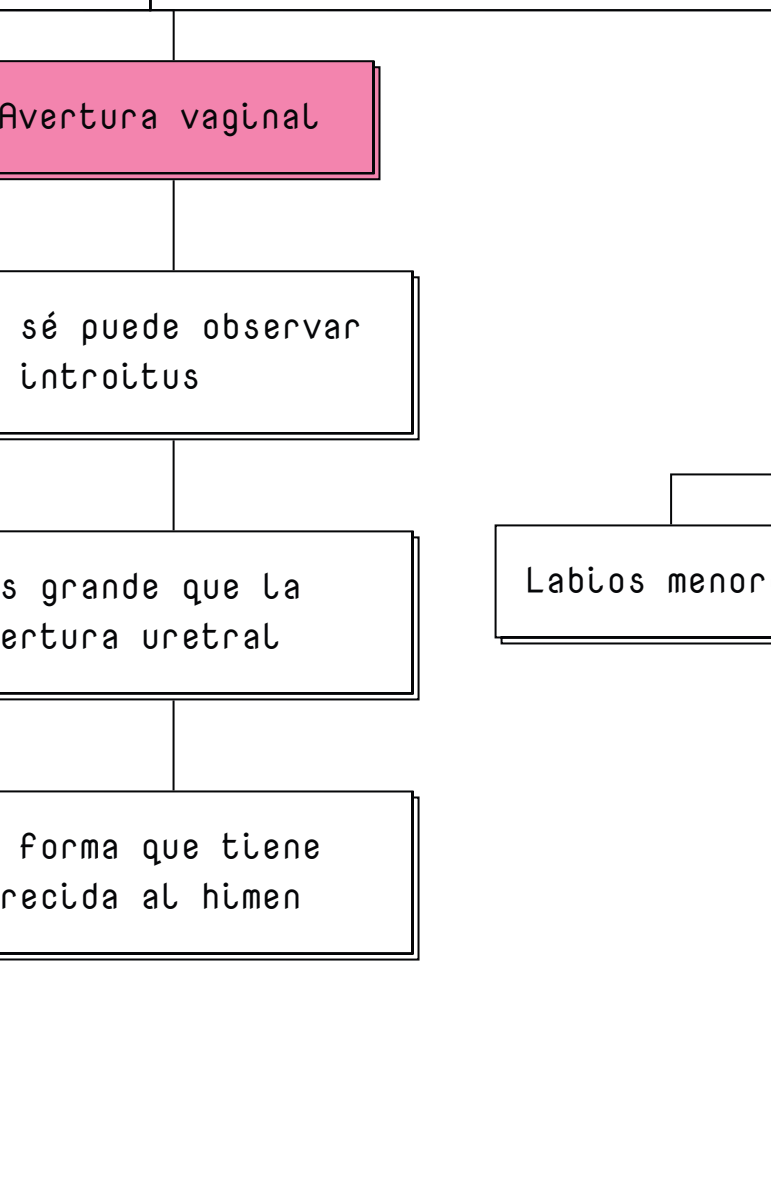 Avertura vaginal
sé puede observar
introitus
s grande que la
ertura uretral
forma que tiene
recida al himen
Labios menor